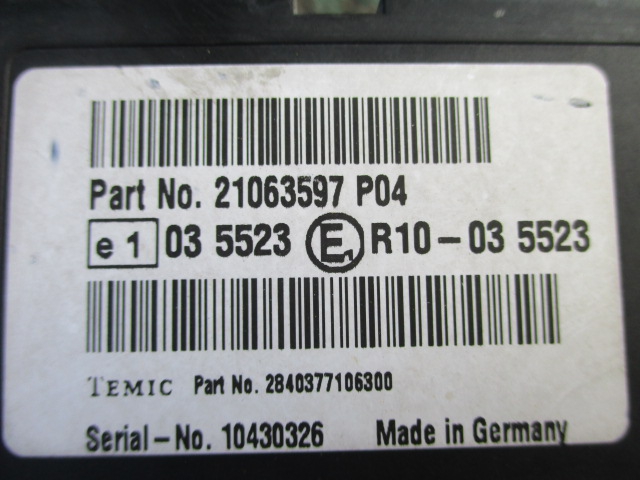 Part No. 21063597 P04
e1 03 5523 E1 R10-03 5523
TEMIC Part No. 2840377106300
Serial-No. 10430326 Made in Germany